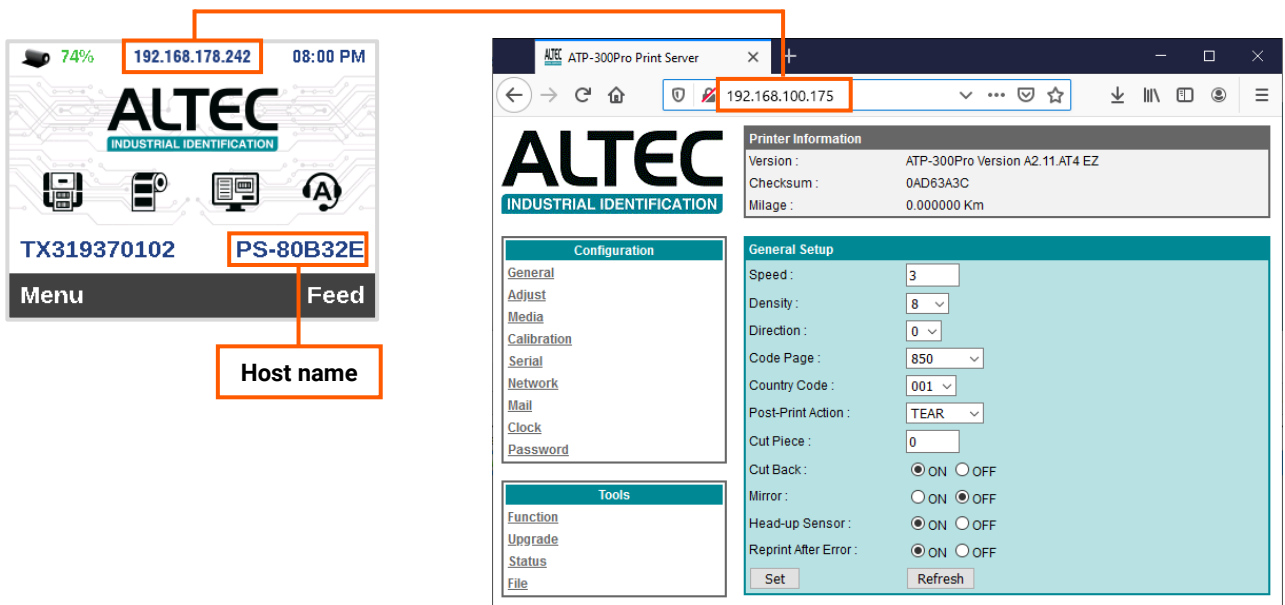 74% 192.168.178.242 08:00 PM
ALTEC
INDUSTRIAL IDENTIFICATION
A
TX319370102 PS-80B32E
Menu Feed
Host name
ALTEC ATP-300Pro Print Server
192.168.100.175
ALTEC
INDUSTRIAL IDENTIFICATION
Printer Information
Version : ATP-300Pro Version A2.11.AT4 EZ
Checksum : 0AD63A3C
Milage : 0.000000 Km
Configuration
General
Adjust
Media
Calibration
Serial
Network
Mail
Clock
Password
Tools
Function
Upgrade
Status
File
General Setup
Speed : 3
Density : 8
Direction : 0
Code Page : 850
Country Code : 001
Post-Print Action : TEAR
Cut Piece : 0
Cut Back : ON OFF
Mirror : ON OFF
Head-up Sensor : ON OFF
Reprint After Error : ON OFF
Set Refresh